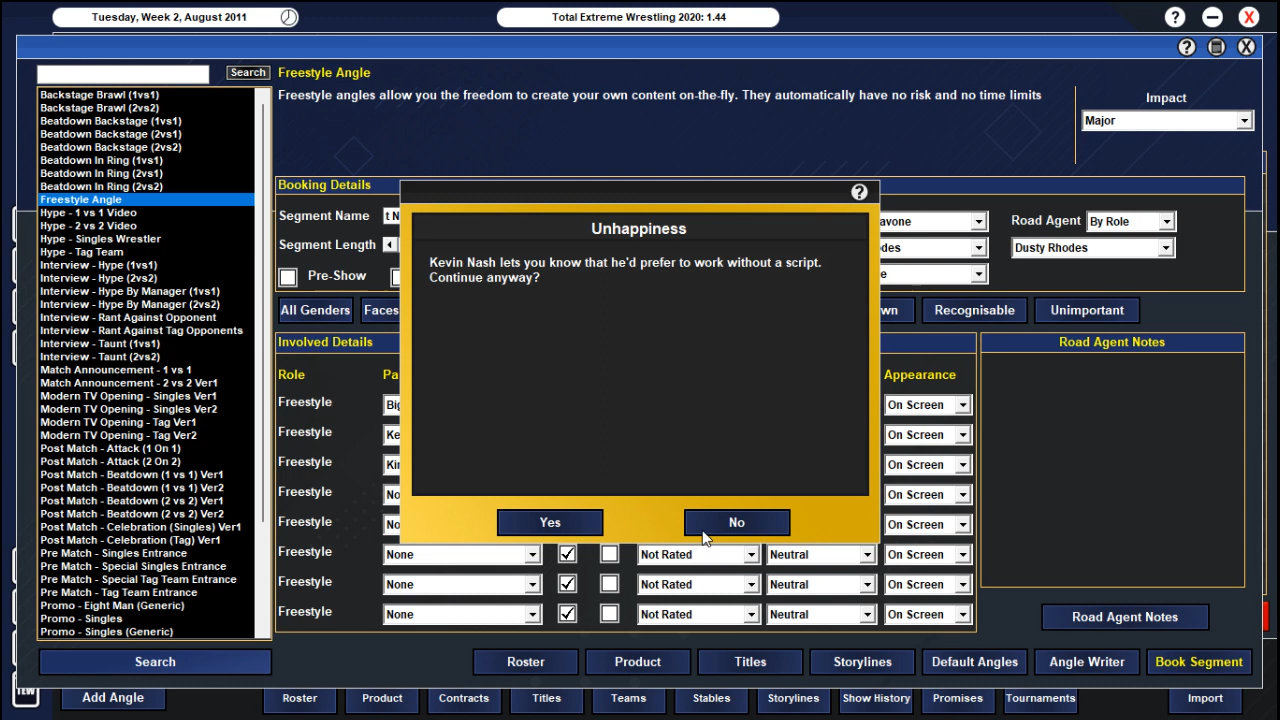 Tuesday, Week 2, August 2011
Total Extreme Wrestling 2020: 1.44
? X
? X
Search
Freestyle Angle
Freestyle angles allow you the freedom to create your own content on-the-fly. They automatically have no risk and no time limits
Impact
Major
Backstage Brawl (1vs1)
Backstage Brawl (2vs2)
Beatdown Backstage (1vs1)
Beatdown Backstage (2vs1)
Beatdown Backstage (2vs2)
Beatdown In Ring (1vs1)
Beatdown In Ring (2vs1)
Beatdown In Ring (2vs2)
Freestyle Angle
Hype - 1 vs 1 Video
Hype - 2 vs 2 Video
Hype - Singles Wrestler
Hype - Tag Team
Interview - Hype (1vs1)
Interview - Hype (2vs2)
Interview - Hype By Manager (1vs1)
Interview - Hype By Manager (2vs2)
Interview - Rant Against Opponent
Interview - Rant Against Tag Opponents
Interview - Taunt (1vs1)
Interview - Taunt (2vs2)
Match Announcement - 1 vs 1
Match Announcement - 2 vs 2 Ver1
Modern TV Opening - Singles Ver1
Modern TV Opening - Singles Ver2
Modern TV Opening - Tag Ver1
Modern TV Opening - Tag Ver2
Post Match - Attack (1 On 1)
Post Match - Attack (2 On 2)
Post Match - Beatdown (1 vs 1) Ver1
Post Match - Beatdown (1 vs 1) Ver2
Post Match - Beatdown (2 vs 2) Ver1
Post Match - Beatdown (2 vs 2) Ver2
Post Match - Celebration (Singles) Ver1
Post Match - Celebration (Tag) Ver1
Pre Match - Singles Entrance
Pre Match - Special Singles Entrance
Pre Match - Special Tag Team Entrance
Pre Match - Tag Team Entrance
Promo - Eight Man (Generic)
Promo - Singles
Promo - Singles (Generic)
Search
Booking Details
Segment Name t N
avone
Road Agent By Role
Segment Length
odes
Dusty Rhodes
Pre-Show
e
All Genders Faces
wn Recognisable Unimportant
Involved Details
Road Agent Notes
Role Pa
Appearance
Freestyle Big
On Screen
Freestyle Ke
On Screen
Freestyle Kin
On Screen
Freestyle No
On Screen
Freestyle No
On Screen
Freestyle None Not Rated Neutral On Screen
Freestyle None Not Rated Neutral On Screen
Freestyle None Not Rated Neutral On Screen
?
Unhappiness
Kevin Nash lets you know that he'd prefer to work without a script.
Continue anyway?
Yes No
Road Agent Notes
Roster Product Titles Storylines Default Angles Angle Writer Book Segment
TEW
Add Angle Roster Product Contracts Titles Teams Stables Storylines Show History Promises Tournaments Import